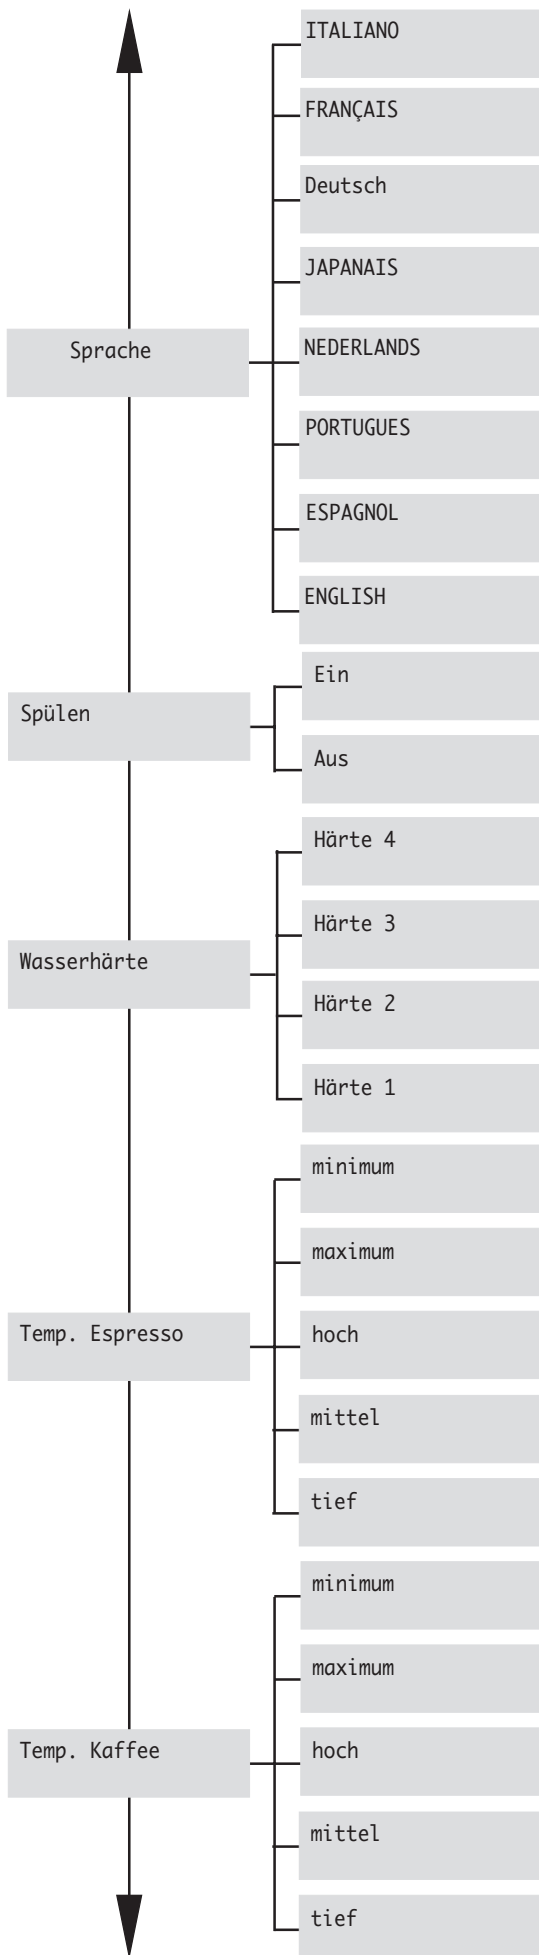 Sprache
ITALIANO
FRANÇAIS
Deutsch
JAPANAIS
NEDERLANDS
PORTUGUES
ESPAGNOL
ENGLISH
Spülen
Ein
Aus
Wasserhärte
Härte 4
Härte 3
Härte 2
Härte 1
Temp. Espresso
minimum
maximum
hoch
mittel
tief
Temp. Kaffee
minimum
maximum
hoch
mittel
tief